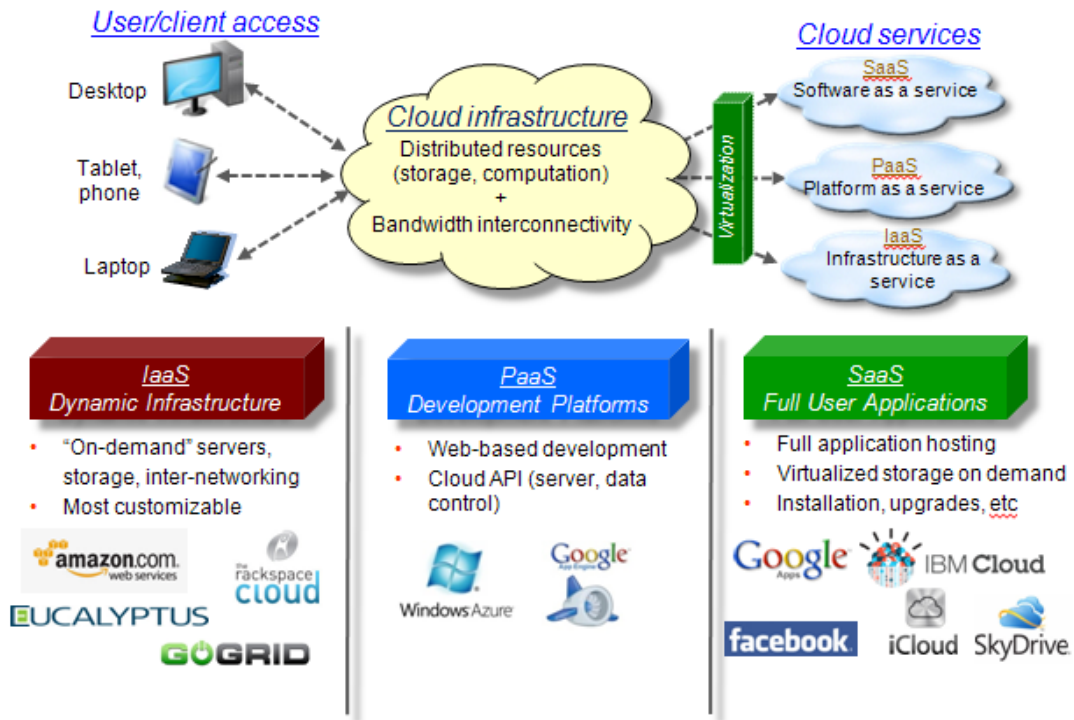 User/client access
Desktop
Tablet,
phone
Laptop
Cloud infrastructure
Distributed resources
(storage, computation)
+
Bandwidth interconnectivity
Virtualization
Cloud services
SaaS
Software as a service
PaaS
Platform as a service
IaaS
Infrastructure as a
service
IaaS
Dynamic Infrastructure
• “On-demand” servers,
storage, inter-networking
• Most customizable
amazon.com.
web services
the
rackspace
cloud
EUCALYPTUS
GOGRID
PaaS
Development Platforms
• Web-based development
• Cloud API (server, data
control)
Windows Azure
Google
App Engine
SaaS
Full User Applications
• Full application hosting
• Virtualized storage on demand
• Installation, upgrades, etc
Google
Apps
IBM Cloud
facebook.
iCloud
SkyDrive